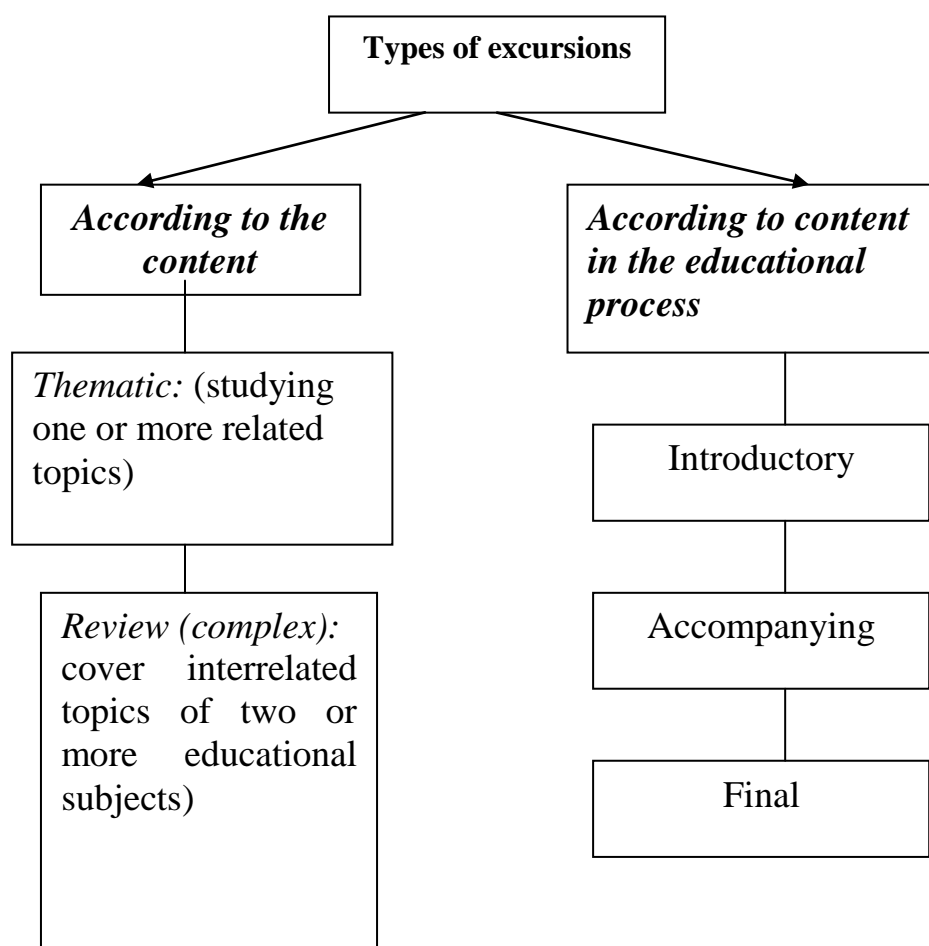 Types of excursions
According to the
content
According to content
in the educational
process
Thematic: (studying
one or more related
topics)
Introductory
Review (complex):
cover interrelated
topics of two or
more educational
subjects)
Accompanying
Final